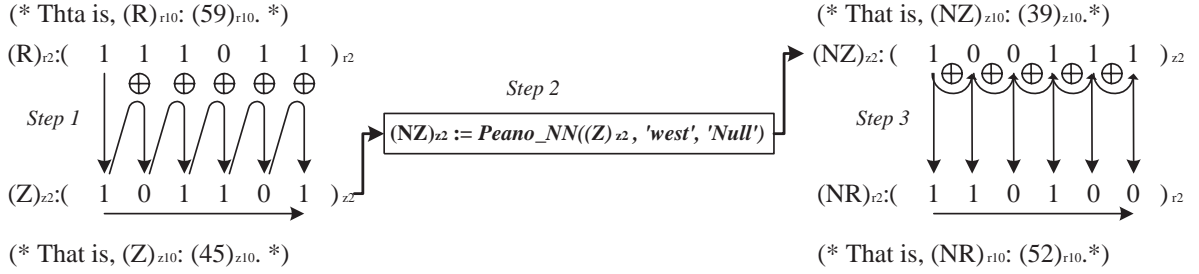 (* Thta is, (R)r10: (59)r10. *)
(R)r2:( 1 1 1 0 1 1 )r2
⊕ ⊕ ⊕ ⊕ ⊕
Step 1
(Z)z2:( 1 0 1 1 0 1 )z2
(* That is, (Z)z10: (45)z10. *)
Step 2
(NZ)z2 := Peano_NN((Z)z2 , 'west', 'Null')
(* That is, (NZ)z10: (39)z10.*)
(NZ)z2:( 1 0 0 1 1 1 )z2
⊕ ⊕ ⊕ ⊕ ⊕
Step 3
(NR)r2:( 1 1 0 1 0 0 )r2
(* That is, (NR)r10: (52)r10.*)